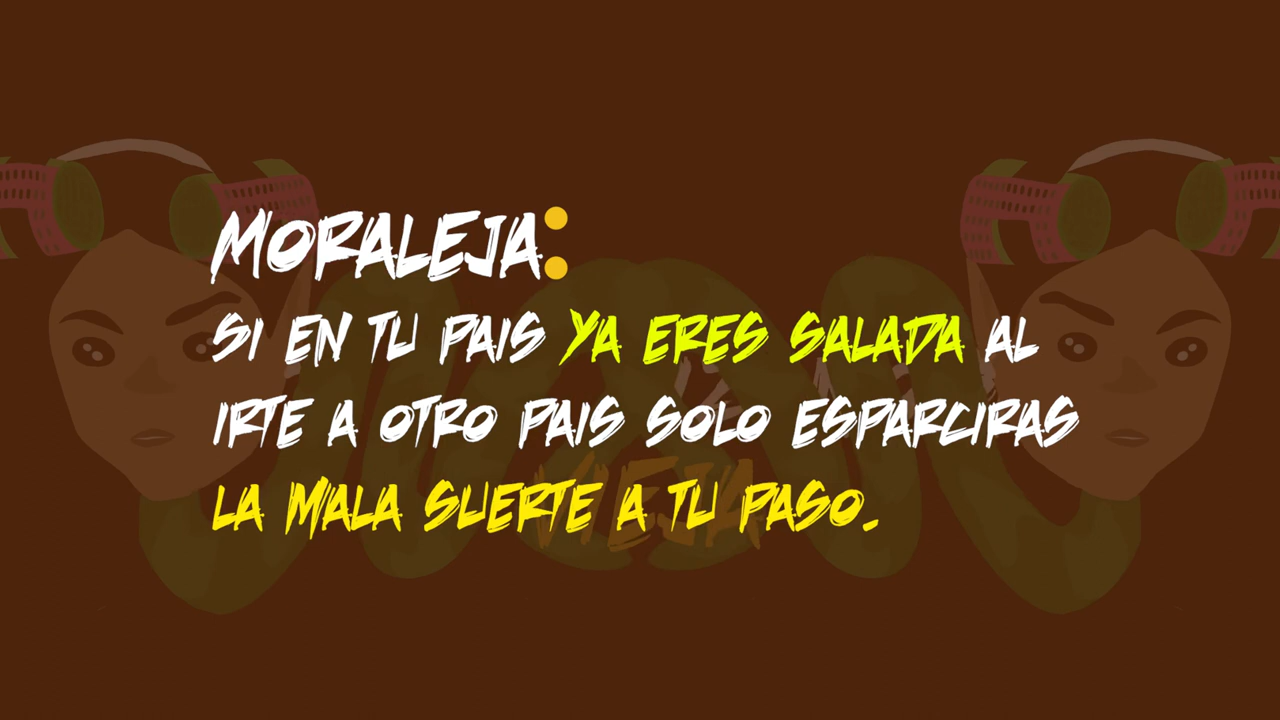 MORALEJA:
SI EN TU PAIS YA ERES SALADA AL
IRTE A OTRO PAIS SOLO ESPARCIRAS
LA MALA SUERTE A TU PASO.
VIEJA